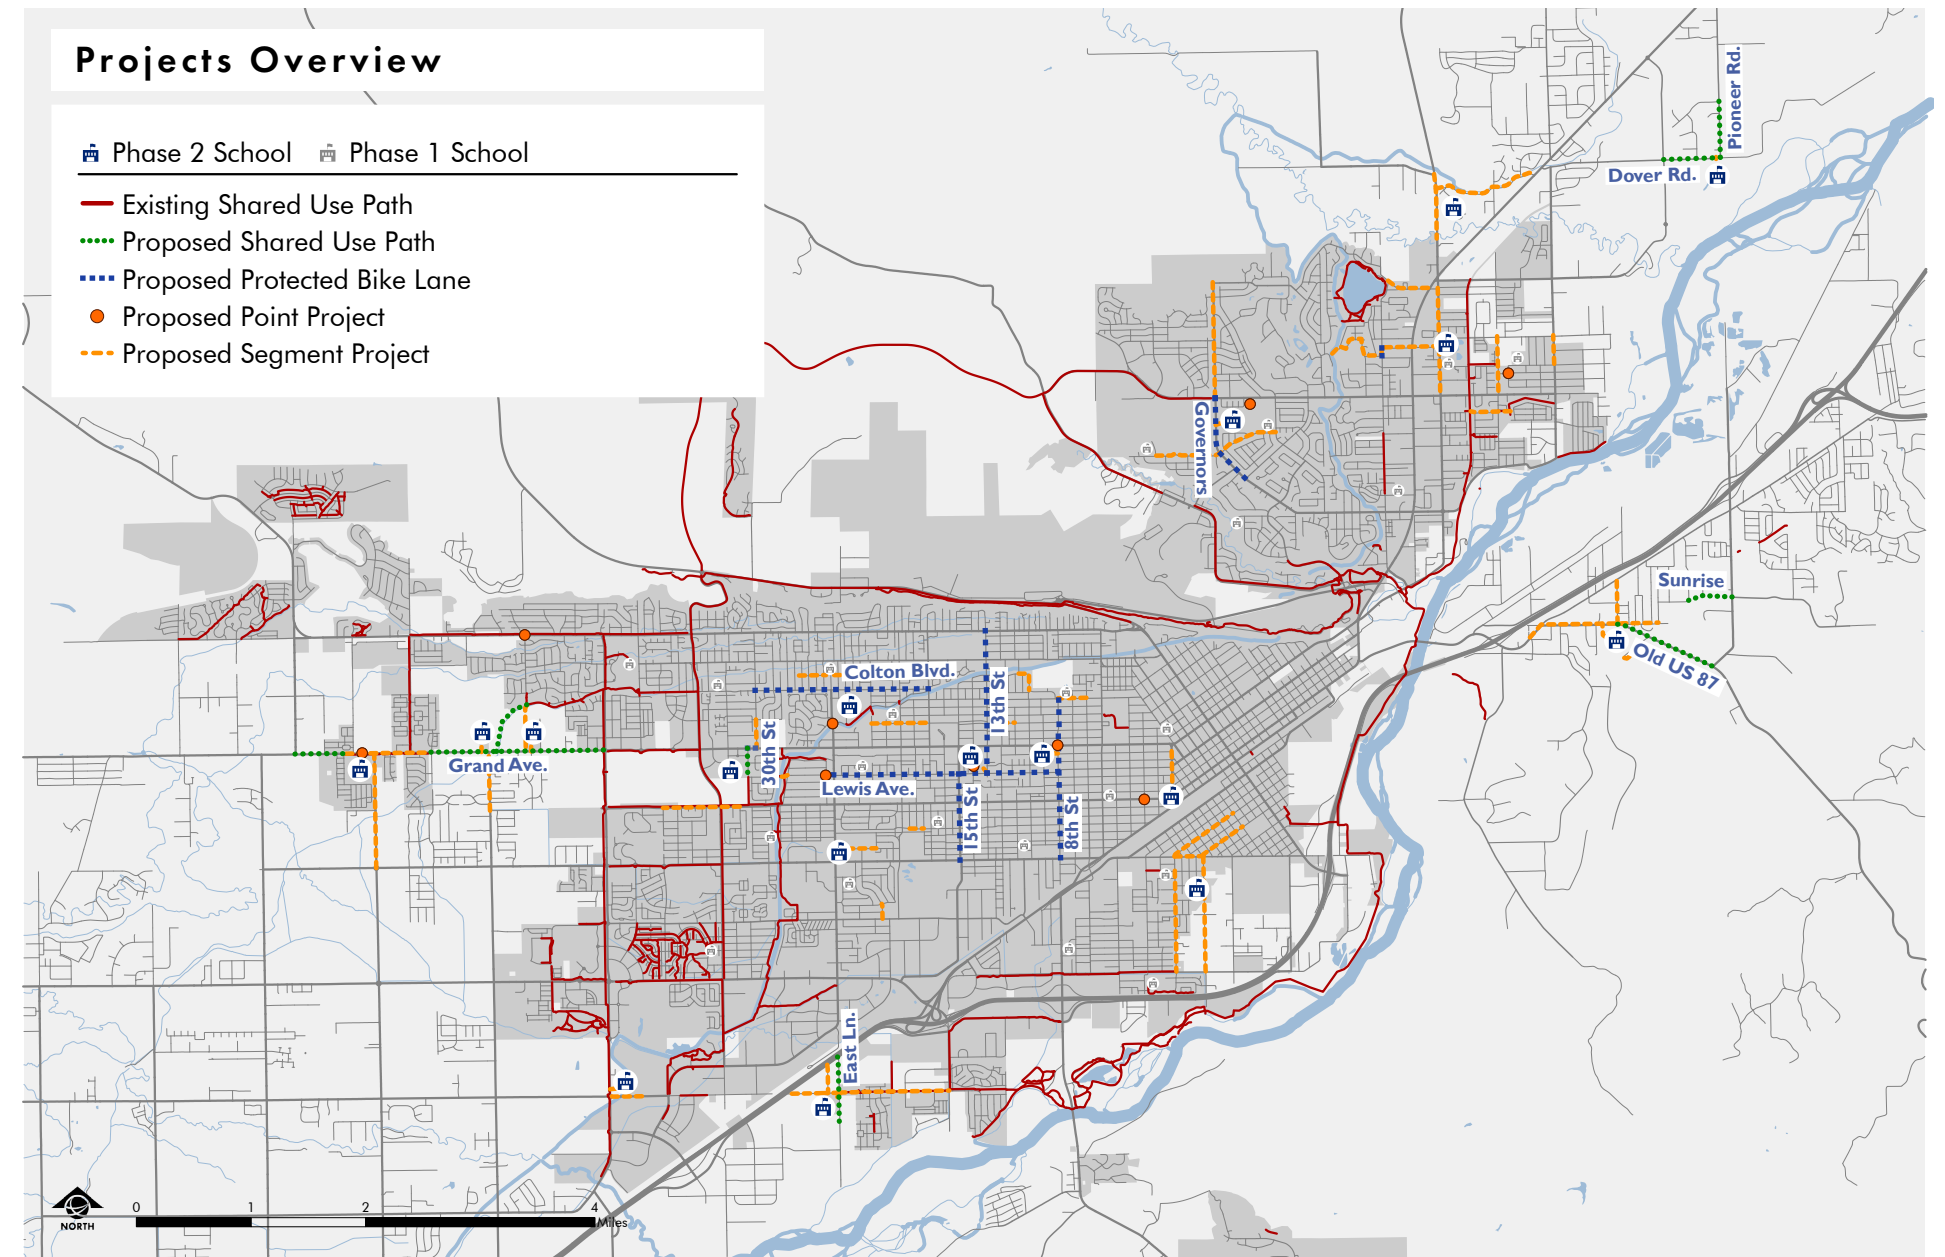 Projects Overview
Phase 2 School
Phase 1 School
Existing Shared Use Path
Proposed Shared Use Path
Proposed Protected Bike Lane
Proposed Point Project
Proposed Segment Project
Pioneer Rd.
Dover Rd.
Governors
Sunrise
Old US 87
Colton Blvd.
13th St
30th St
Grand Ave.
Lewis Ave.
15th St
8th St
East Ln.
NORTH
0 1 2 4
Miles